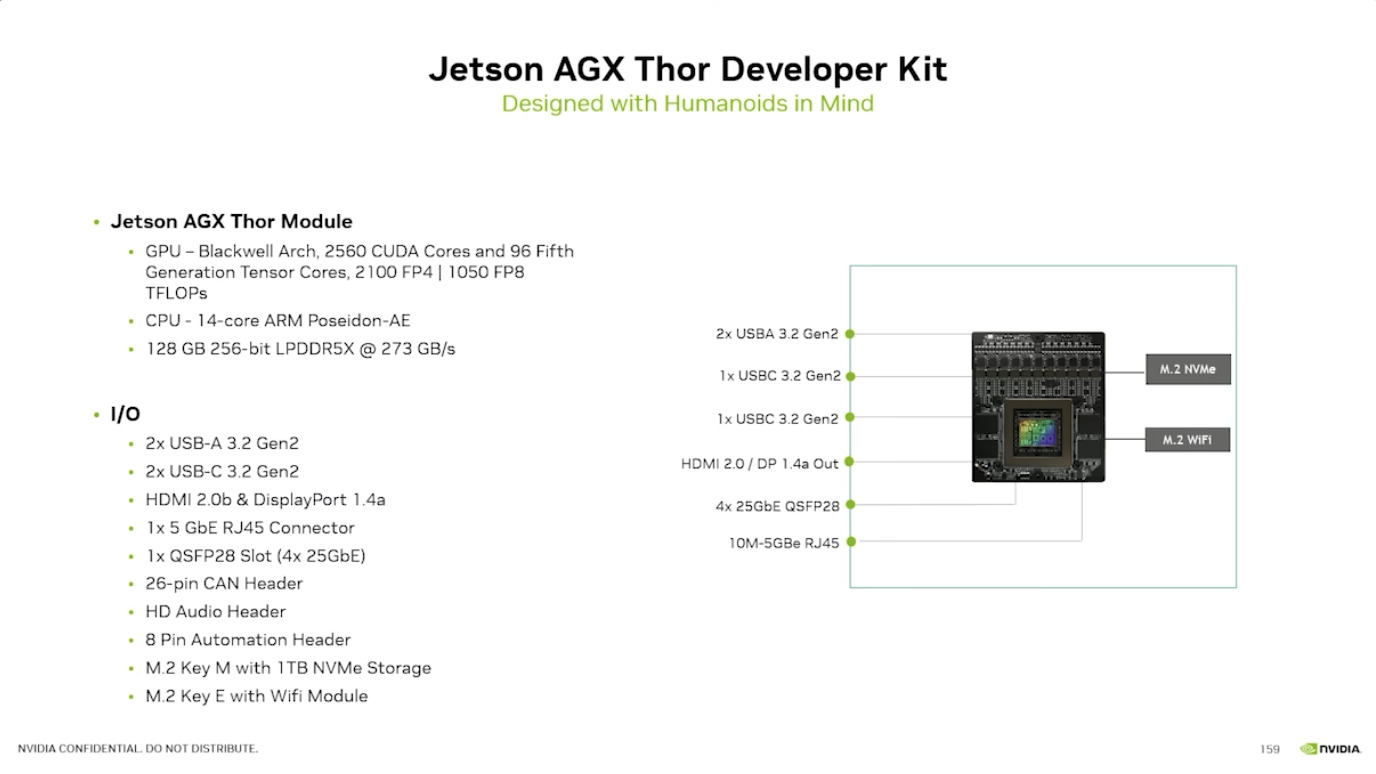 Jetson AGX Thor Developer Kit
Designed with Humanoids in Mind
• Jetson AGX Thor Module
• GPU – Blackwell Arch, 2560 CUDA Cores and 96 Fifth
Generation Tensor Cores, 2100 FP4 | 1050 FP8
TFLOPs
• CPU - 14-core ARM Poseidon-AE
• 128 GB 256-bit LPDDR5X @ 273 GB/s
• I/O
• 2x USB-A 3.2 Gen2
• 2x USB-C 3.2 Gen2
• HDMI 2.0b & DisplayPort 1.4a
• 1x 5 GbE RJ45 Connector
• 1x QSFP28 Slot (4x 25GbE)
• 26-pin CAN Header
• HD Audio Header
• 8 Pin Automation Header
• M.2 Key M with 1TB NVMe Storage
• M.2 Key E with Wifi Module
2x USBA 3.2 Gen2
1x USBC 3.2 Gen2
1x USBC 3.2 Gen2
HDMI 2.0 / DP 1.4a Out
4x 25GbE QSFP28
10M-5GBe RJ45
M.2 NVMe
M.2 WiFi
NVIDIA CONFIDENTIAL. DO NOT DISTRIBUTE.
159
NVIDIA.